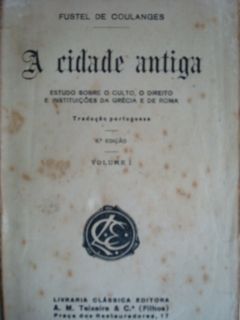 FUSTEL DE COULANGES
A cidade antiga
ESTUDO SOBRE O CULTO, O DIREITO
E INSTITUIÇÕES DA GRÉCIA E DE ROMA
Tradução portuguesa
EDIÇÃO
VOLUME I
LIVRARIA CLÁSSICA EDITORA
A. M. Teixeira & C.ª (Filhos)
Praça dos Restauradores, 17